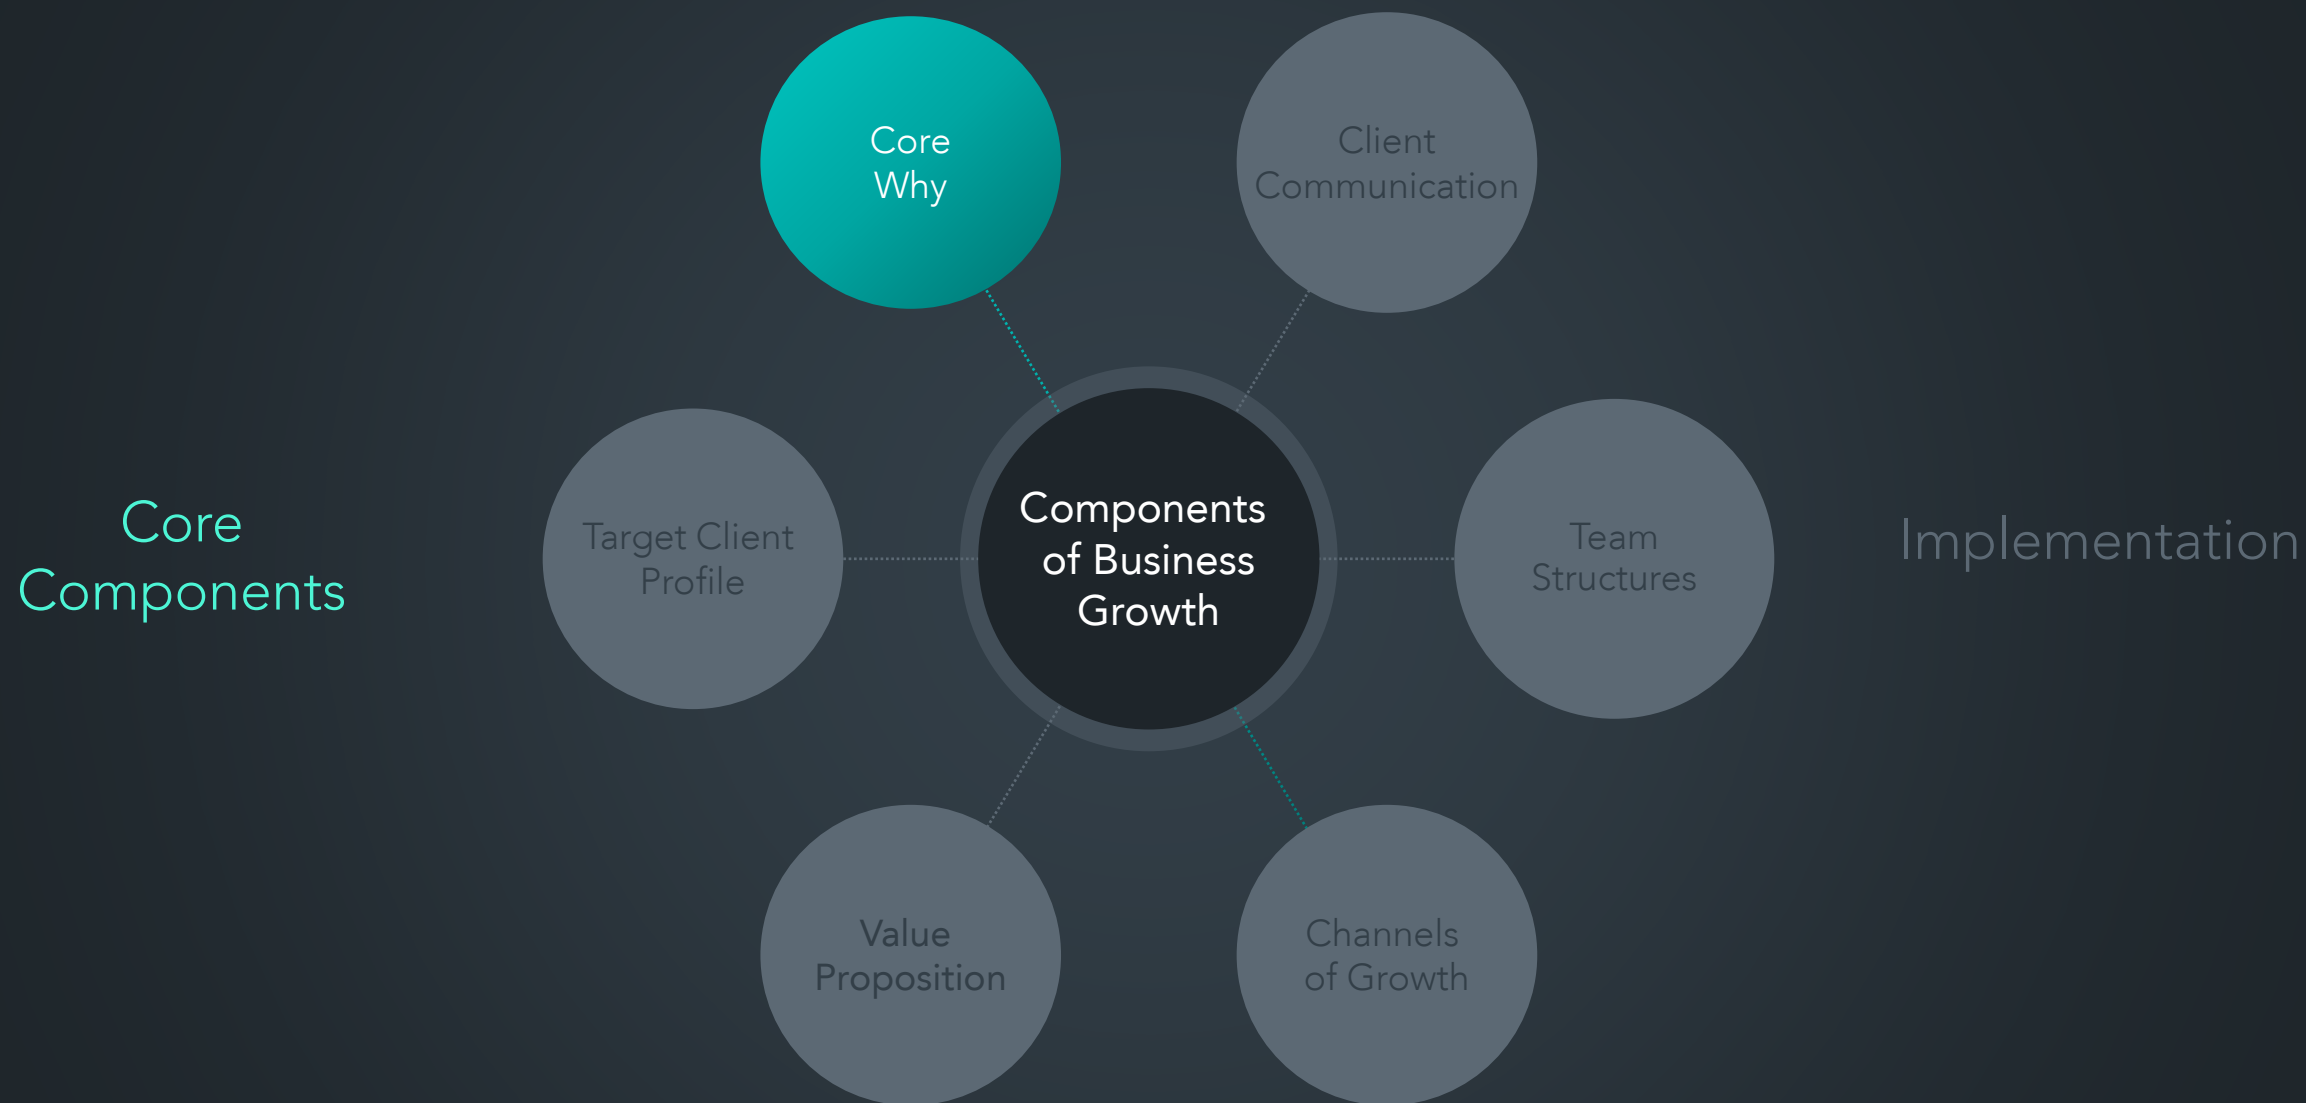 Core
Why
Client
Communication
Core
Components
Target Client
Profile
Components
of Business
Growth
Team
Structures
Implementation
Value
Proposition
Channels
of Growth